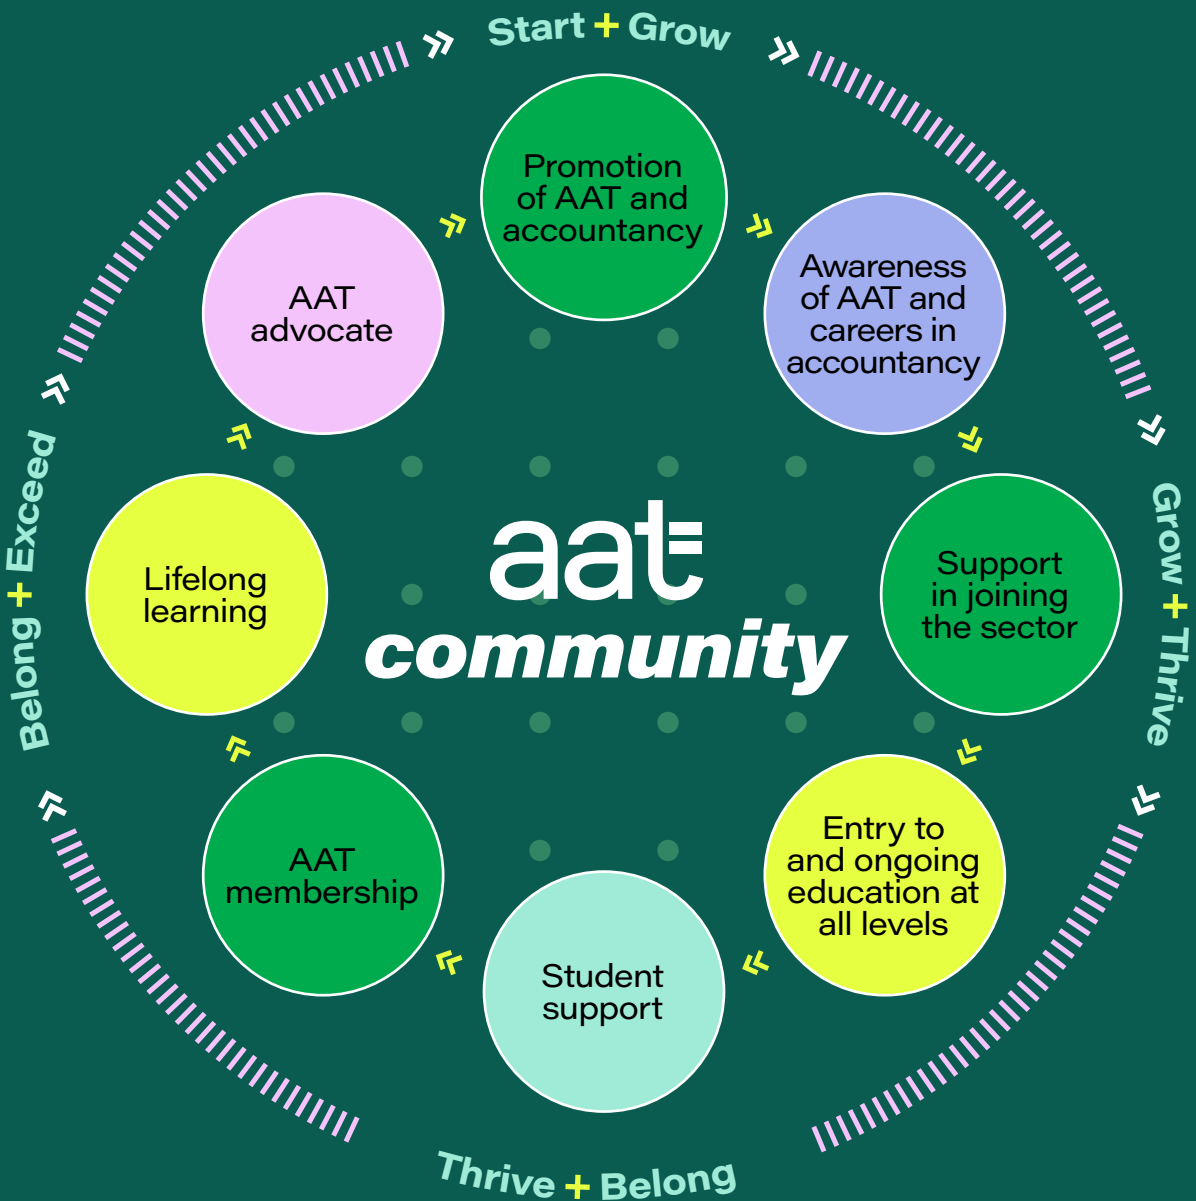 Start + Grow
Promotion
of AAT and
accountancy
Awareness
of AAT and
careers in
accountancy
Support
in joining
the sector
Grow + Thrive
Entry to
and ongoing
education at
all levels
Student
support
Thrive + Belong
AAT
membership
Lifelong
learning
Belong + Exceed
AAT
advocate
aat
community